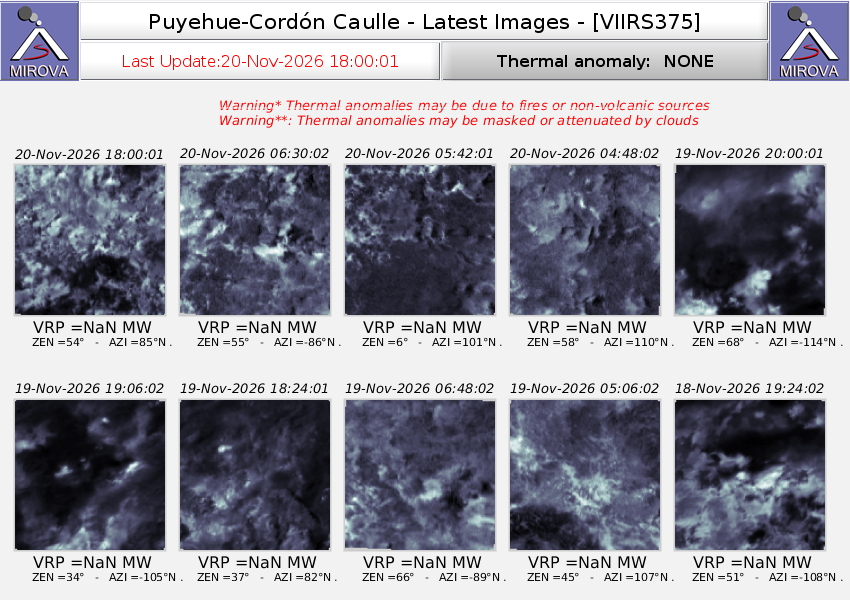 Puyehue-Cordón Caulle - Latest Images - [VIIRS375]
MIROVA
Last Update:20-Nov-2026 18:00:01
Thermal anomaly: NONE
MIROVA
Warning* Thermal anomalies may be due to fires or non-volcanic sources
Warning**: Thermal anomalies may be masked or attenuated by clouds
20-Nov-2026 18:00:01
20-Nov-2026 06:30:02
20-Nov-2026 05:42:01
20-Nov-2026 04:48:02
19-Nov-2026 20:00:01
VRP =NaN MW
VRP =NaN MW
VRP =NaN MW
VRP =NaN MW
VRP =NaN MW
ZEN =54° - AZI =85°N .
ZEN =55° - AZI =-86°N .
ZEN =6° - AZI =101°N .
ZEN =58° - AZI =110°N .
ZEN =68° - AZI =-114°N .
19-Nov-2026 19:06:02
19-Nov-2026 18:24:01
19-Nov-2026 06:48:02
19-Nov-2026 05:06:02
18-Nov-2026 19:24:02
VRP =NaN MW
VRP =NaN MW
VRP =NaN MW
VRP =NaN MW
VRP =NaN MW
ZEN =34° - AZI =-105°N .
ZEN =37° - AZI =82°N .
ZEN =66° - AZI =-89°N .
ZEN =45° - AZI =107°N .
ZEN =51° - AZI =-108°N .